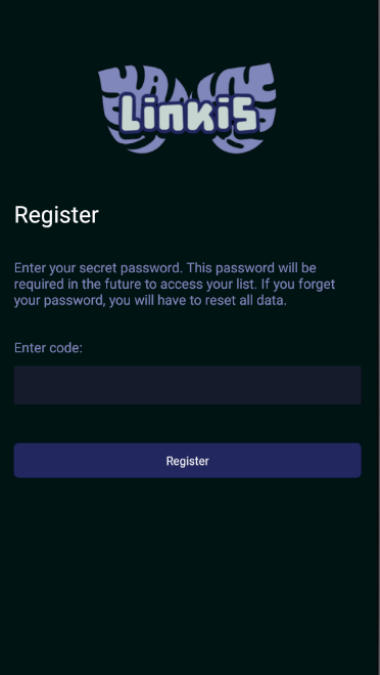 Linkis
Register
Enter your secret password. This password will be
required in the future to access your list. If you forget
your password, you will have to reset all data.
Enter code:
Register